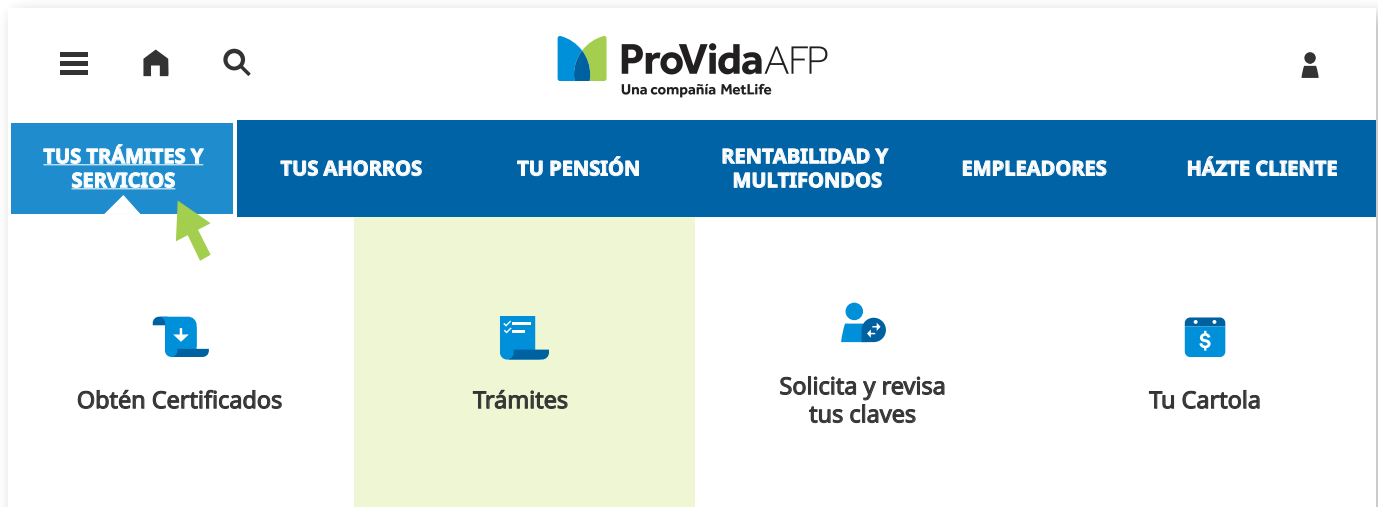 ProVidaAFP
Una compañía MetLife
TUS TRÁMITES Y
SERVICIOS
TUS AHORROS
TU PENSIÓN
RENTABILIDAD Y
MULTIFONDOS
EMPLEADORES
HÁZTE CLIENTE
Obtén Certificados
Trámites
Solicita y revisa
tus claves
Tu Cartola
$